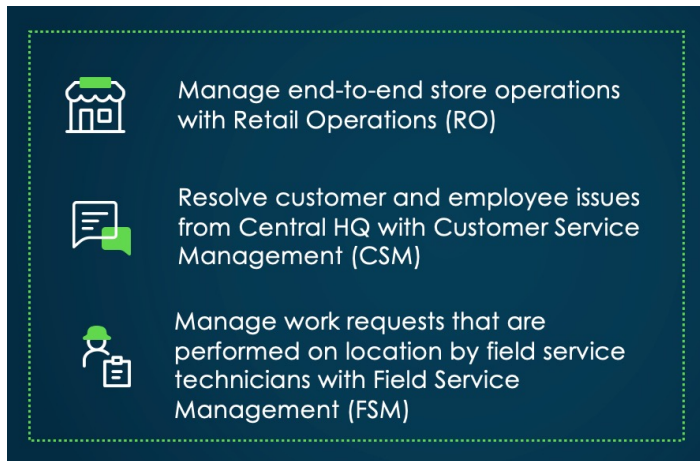 Manage end-to-end store operations
with Retail Operations (RO)
Resolve customer and employee issues
from Central HQ with Customer Service
Management (CSM)
Manage work requests that are
performed on location by field service
technicians with Field Service
Management (FSM)